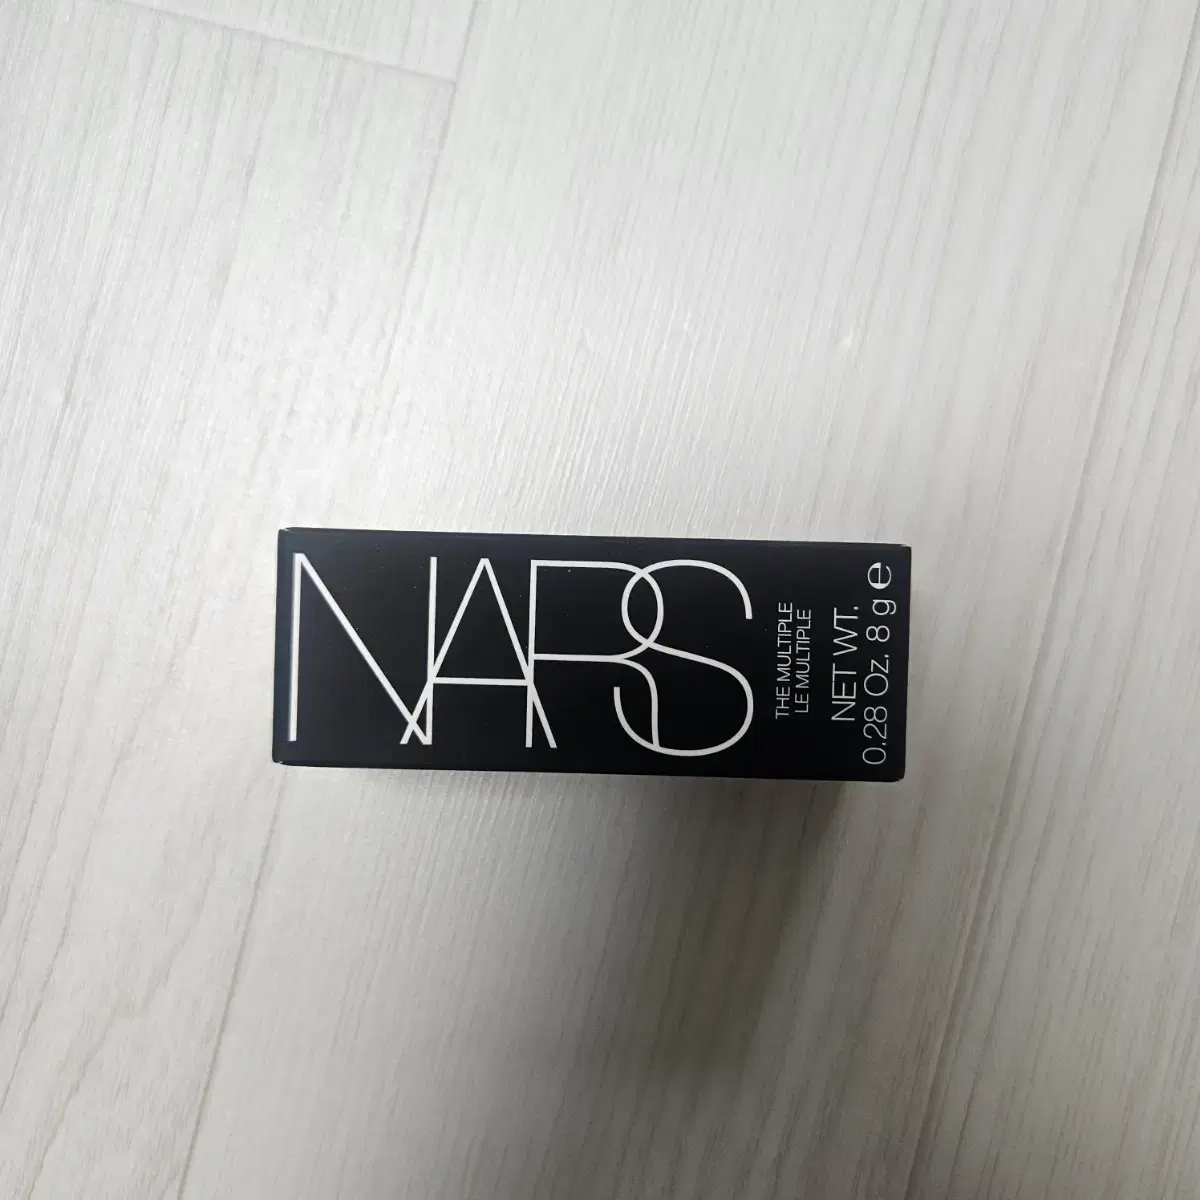 NARS
THE MULTIPLE
LE MULTIPLE
NET WT.
0.28 Oz. 8 g ℮